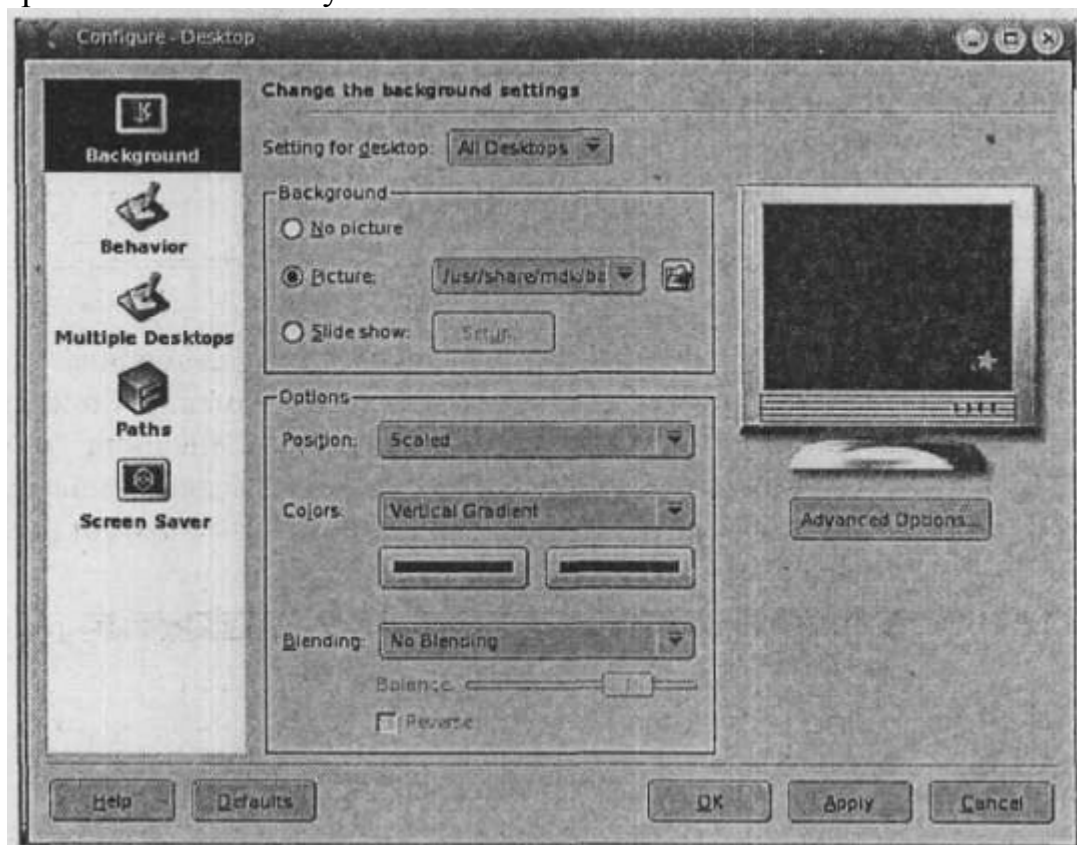 Configure - Desktop
Background
Behavior
Multiple Desktops
Paths
Screen Saver
Change the background settings
Setting for desktop: All Desktops
Background
No picture
Picture: /usr/share/mdk/ba
Slide show: Setup...
Options
Position: Scaled
Colors: Vertical Gradient
Blending: No Blending
Balance:
Reverse
Advanced Options...
Help Defaults OK Apply Cancel